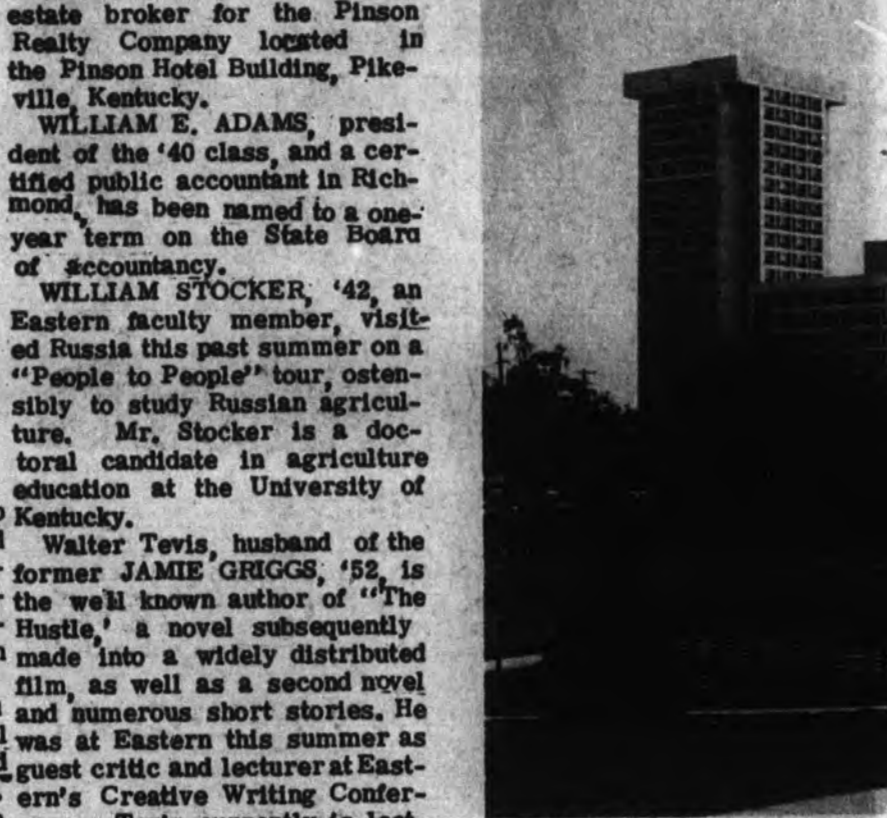 estate broker for the Pinson
Realty Company located in
the Pinson Hotel Building, Pike-
ville, Kentucky.
WILLIAM E. ADAMS, presi-
dent of the '40 class, and a cer-
tified public accountant in Rich-
mond, has been named to a one-
year term on the State Board
of accountancy.
WILLIAM STOCKER, '42, an
Eastern faculty member, visit-
ed Russia this past summer on a
"People to People" tour, osten-
sibly to study Russian agricul-
ture. Mr. Stocker is a doc-
toral candidate in agriculture
education at the University of
Kentucky.
Walter Tevis, husband of the
former JAMIE GRIGGS, '52, is
the well known author of "The
Hustle,' a novel subsequently
made into a widely distributed
film, as well as a second novel
and numerous short stories. He
was at Eastern this summer as
guest critic and lecturer at East-
ern's Creative Writing Confer-